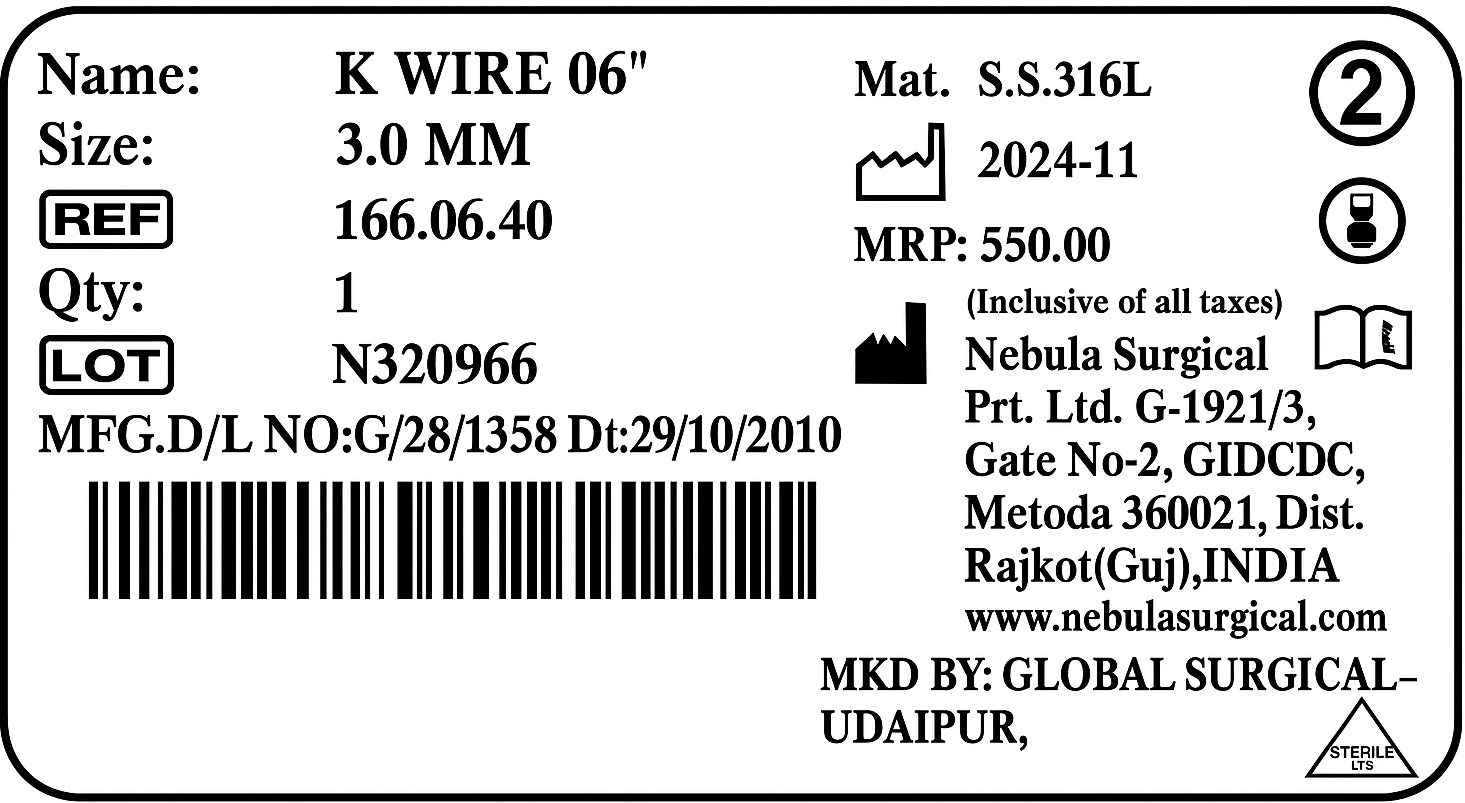 Name: K WIRE 06"
Size: 3.0 MM
REF 166.06.40
Qty: 1
LOT N320966
MFG.D/L NO:G/28/1358 Dt:29/10/2010
Mat. S.S.316L
2024-11
MRP: 550.00
(Inclusive of all taxes)
Nebula Surgical
Prt. Ltd. G-1921/3,
Gate No-2, GIDCDC,
Metoda 360021, Dist.
Rajkot(Guj),INDIA
www.nebulasurgical.com
MKD BY: GLOBAL SURGICAL–
UDAIPUR,
2
STERILE
LTS